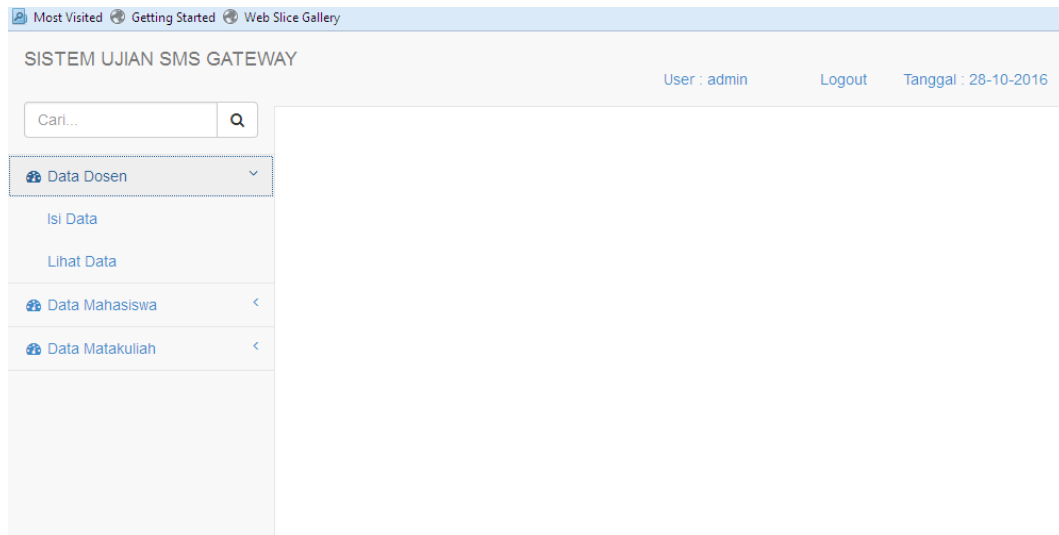 Most Visited Getting Started Web Slice Gallery
SISTEM UJIAN SMS GATEWAY
User : admin Logout Tanggal : 28-10-2016
Cari...
Data Dosen
Isi Data
Lihat Data
Data Mahasiswa
Data Matakuliah